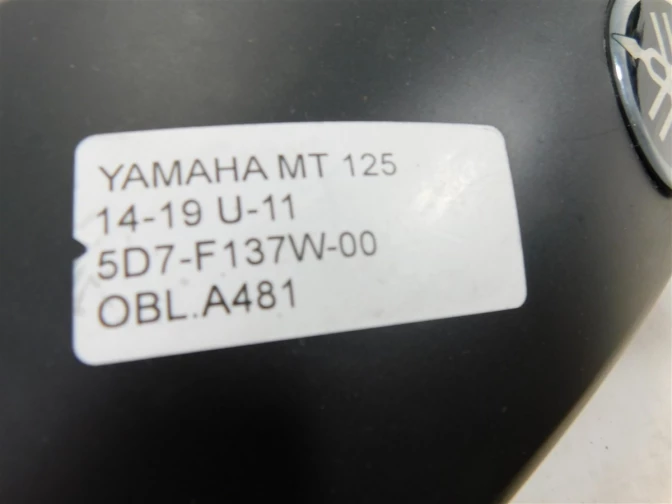 YAMAHA MT 125
14-19 U-11
5D7-F137W-00
OBL.A481